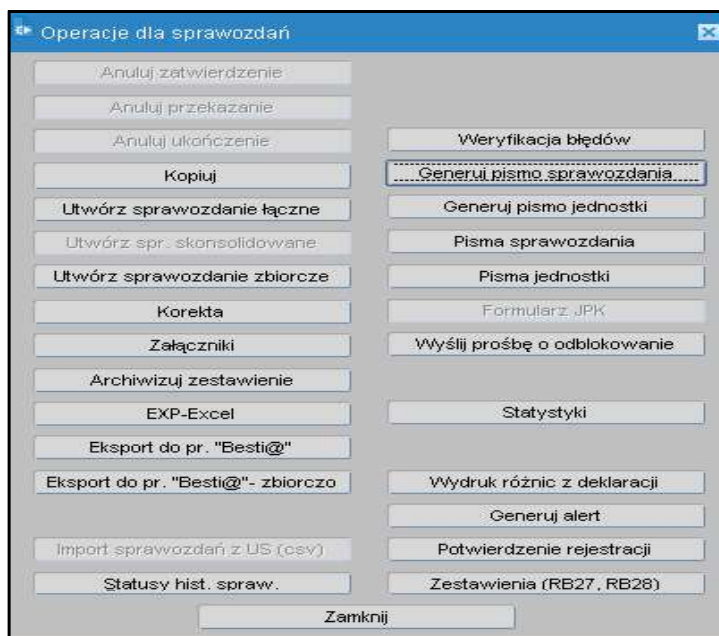 Operacje dla sprawozdań
Anuluj zatwierdzenie
Anuluj przekazanie
Anuluj ukończenie
Kopiuj
Utwórz sprawozdanie łączne
Utwórz spr. skonsolidowane
Utwórz sprawozdanie zbiorcze
Korekta
Załączniki
Archiwizuj zestawienie
EXP-Excel
Eksport do pr. "Besti@"
Eksport do pr. "Besti@"- zbiorczo
Import sprawozdań z US (csv)
Statusy hist. spraw.
Weryfikacja błędów
Generuj pismo sprawozdania
Generuj pismo jednostki
Pisma sprawozdania
Pisma jednostki
Formularz JPK
Wyślij prośbę o odblokowanie
Statystyki
Wydruk różnic z deklaracji
Generuj alert
Potwierdzenie rejestracji
Zestawienia (RB27, RB28)
Zamknij